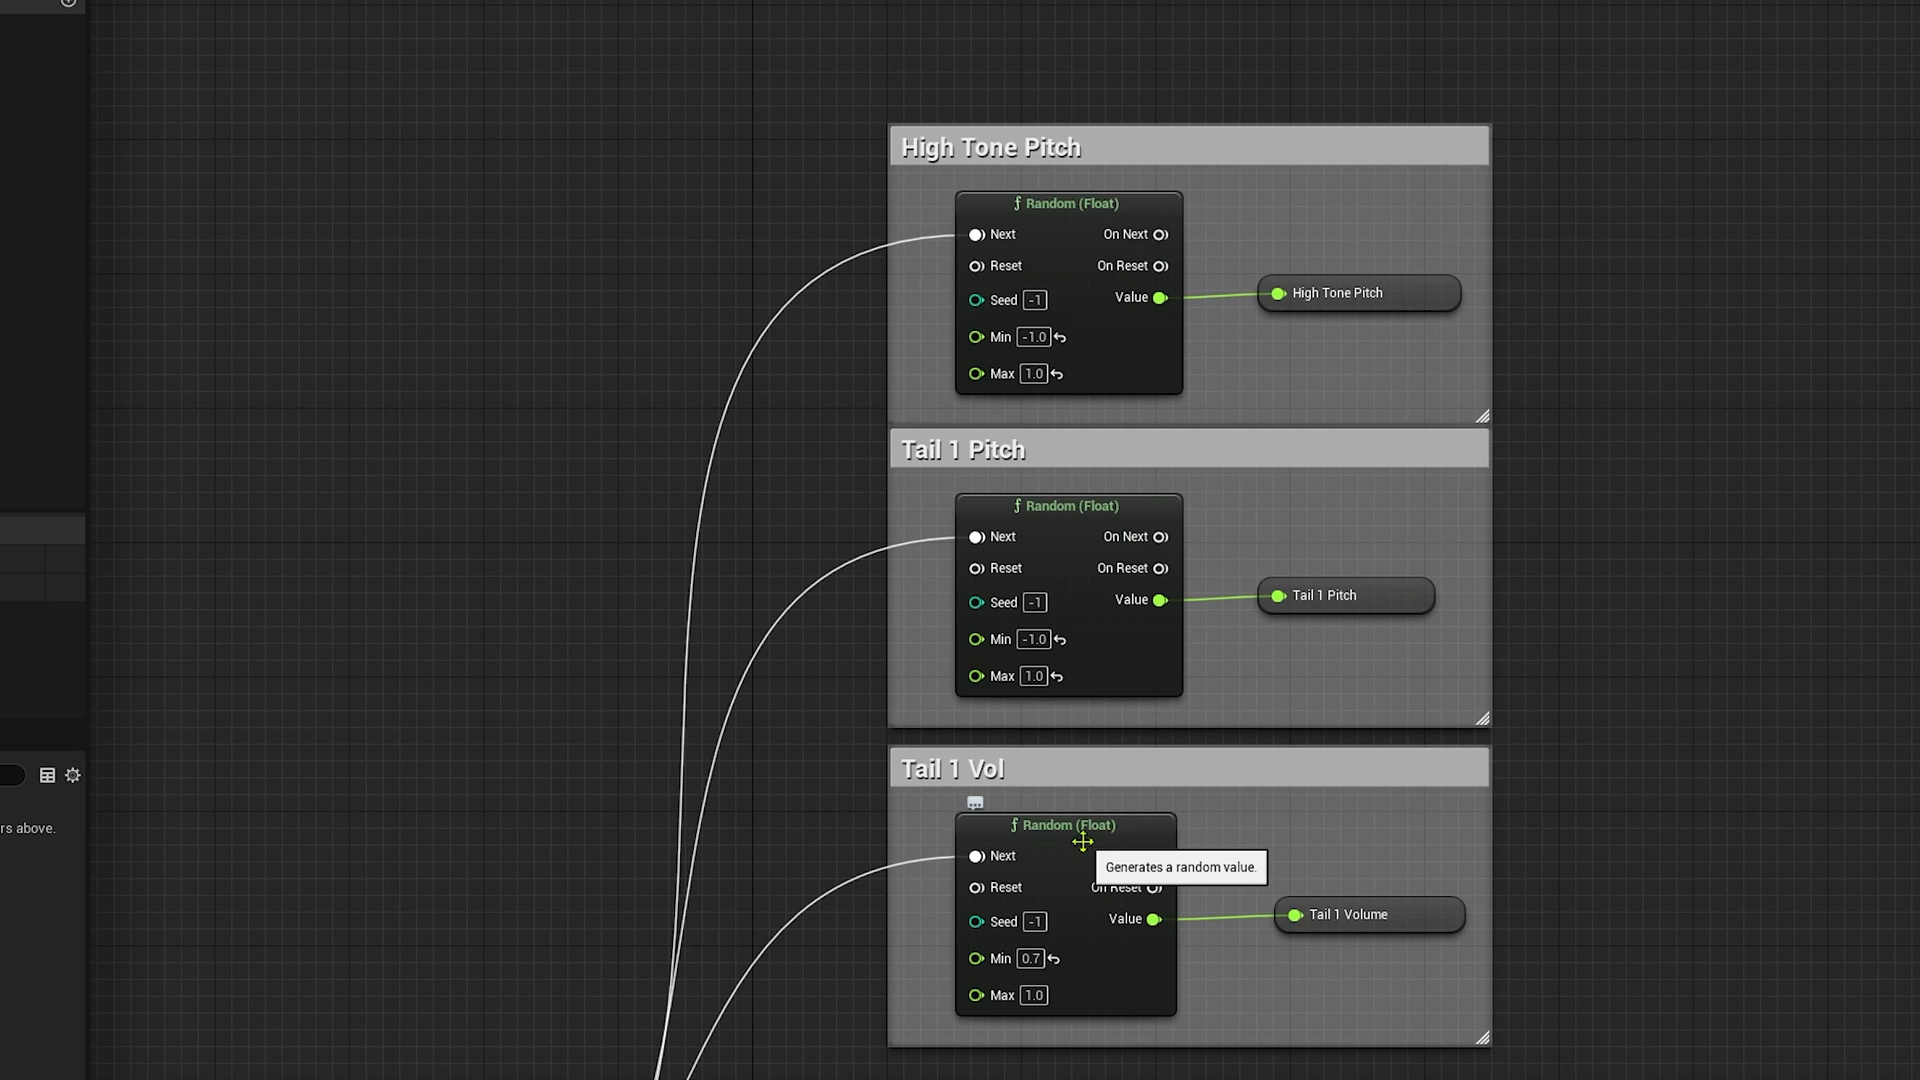 High Tone Pitch
ƒ Random (Float)
Next
On Next
Reset
On Reset
Seed -1
Value
High Tone Pitch
Min -1.0
Max 1.0
Tail 1 Pitch
ƒ Random (Float)
Next
On Next
Reset
On Reset
Seed -1
Value
Tail 1 Pitch
Min -1.0
Max 1.0
Tail 1 Vol
rs above.
ƒ Random (Float)
Next
Generates a random value.
Reset
On Reset
Seed -1
Value
Tail 1 Volume
Min 0.7
Max 1.0